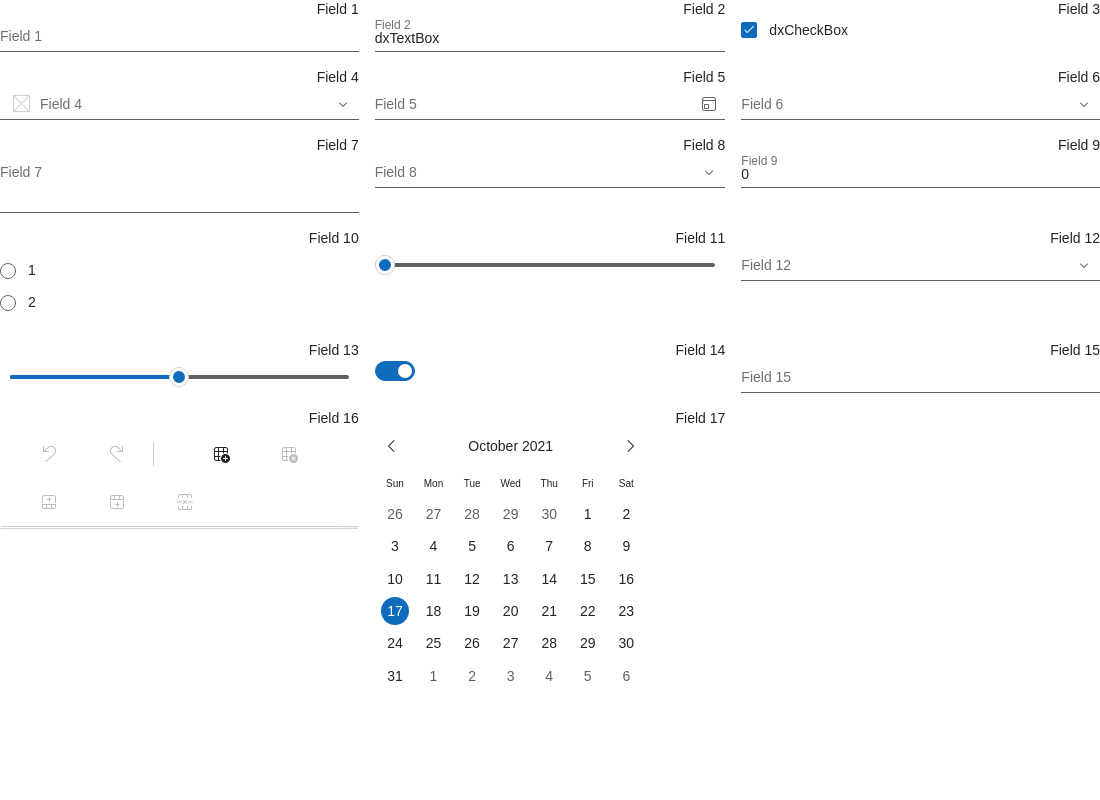 Field 1 Field 2 Field 3
Field 1 Field 2 dxTextBox dxCheckBox
Field 4 Field 5 Field 6
Field 4 Field 5 Field 6
Field 7 Field 8 Field 9
Field 7 Field 8 Field 9 0
Field 10 Field 11 Field 12
1 Field 12
2
Field 13 Field 14 Field 15
Field 15
Field 16 Field 17
October 2021
Sun Mon Tue Wed Thu Fri Sat
26 27 28 29 30 1 2
3 4 5 6 7 8 9
10 11 12 13 14 15 16
17 18 19 20 21 22 23
24 25 26 27 28 29 30
31 1 2 3 4 5 6